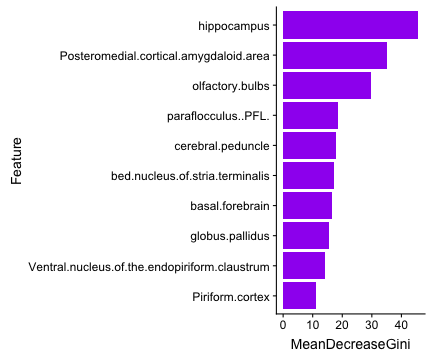 hippocampus
Posteromedial.cortical.amygdaloid.area
olfactory.bulbs
paraflocculus..PFL.
cerebral.peduncle
bed.nucleus.of.stria.terminalis
basal.forebrain
globus.pallidus
Ventral.nucleus.of.the.endopiriform.claustrum
Piriform.cortex
Feature
0 10 20 30 40
MeanDecreaseGini